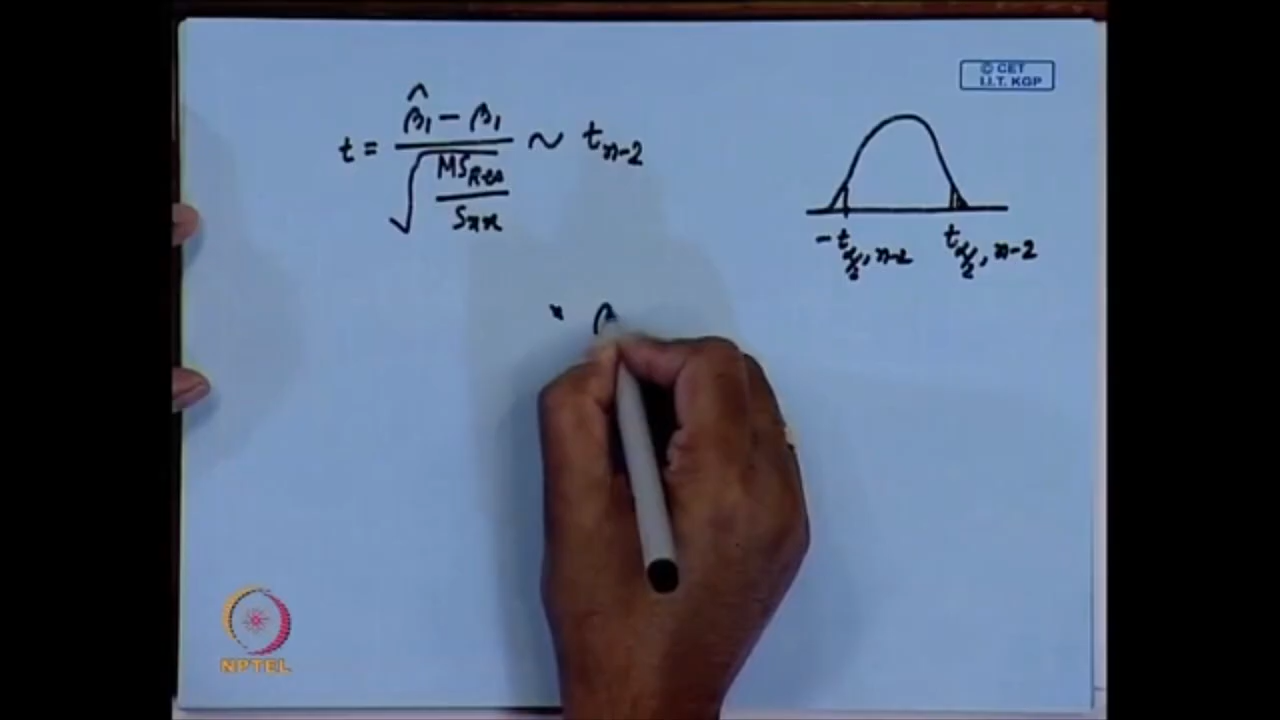 © CET
I.I.T. KGP
t = (β̂₁ − β₁) / √(MS_Res / Sxx) ~ t_{n-2}
-t_{α/2, n-2} t_{α/2, n-2}
NPTEL